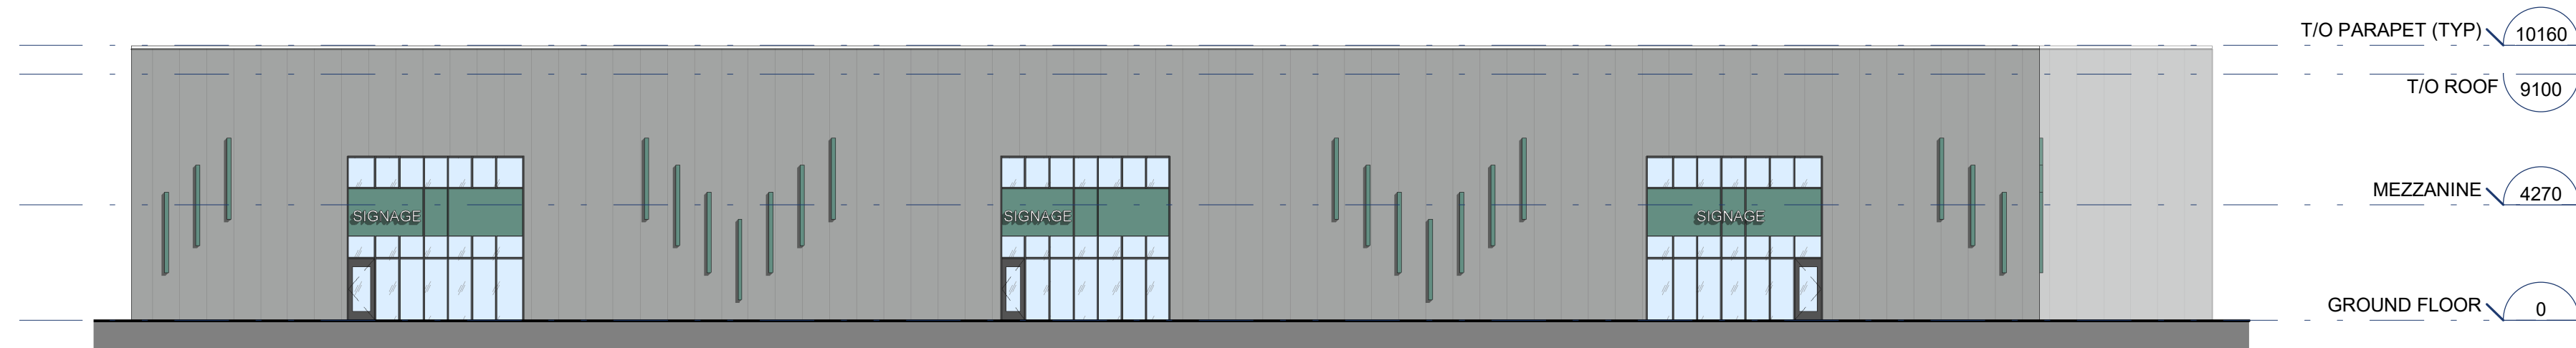 T/O PARAPET (TYP) 10160
T/O ROOF 9100
MEZZANINE 4270
SIGNAGE SIGNAGE SIGNAGE
GROUND FLOOR 0